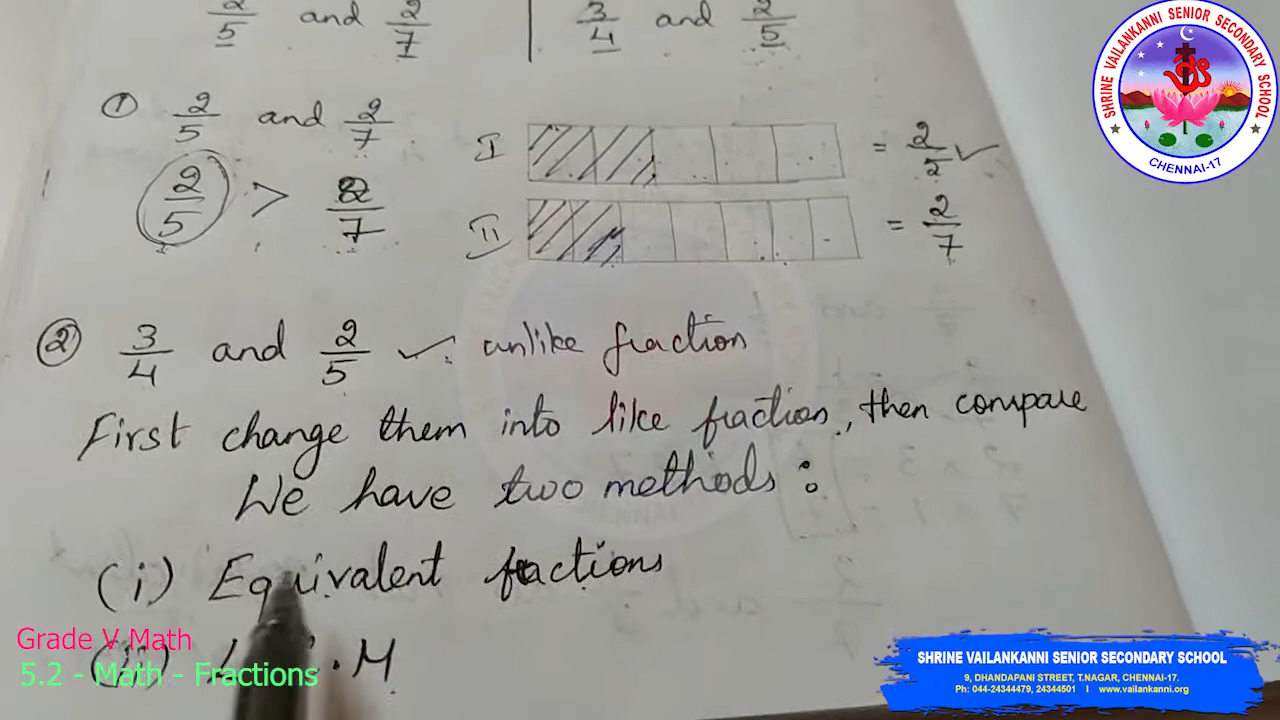 2/5 and 2/7 | 3/4 and 2/5
① 2/5 and 2/7
2/5 > 2/7
I = 2/5 ✓
II = 2/7
② 3/4 and 2/5 ✓ unlike fraction
First change them into like fraction, then compare
We have two methods :
(i) Equivalent fractions
(ii) L . M
Grade V Math
5.2 - Math - Fractions
SHRINE VAILANKANNI SENIOR SECONDARY SCHOOL
CHENNAI-17
SHRINE VAILANKANNI SENIOR SECONDARY SCHOOL
9, DHANDAPANI STREET, T.NAGAR, CHENNAI-17.
Ph: 044-24344479, 24344501 I www.vailankanni.org